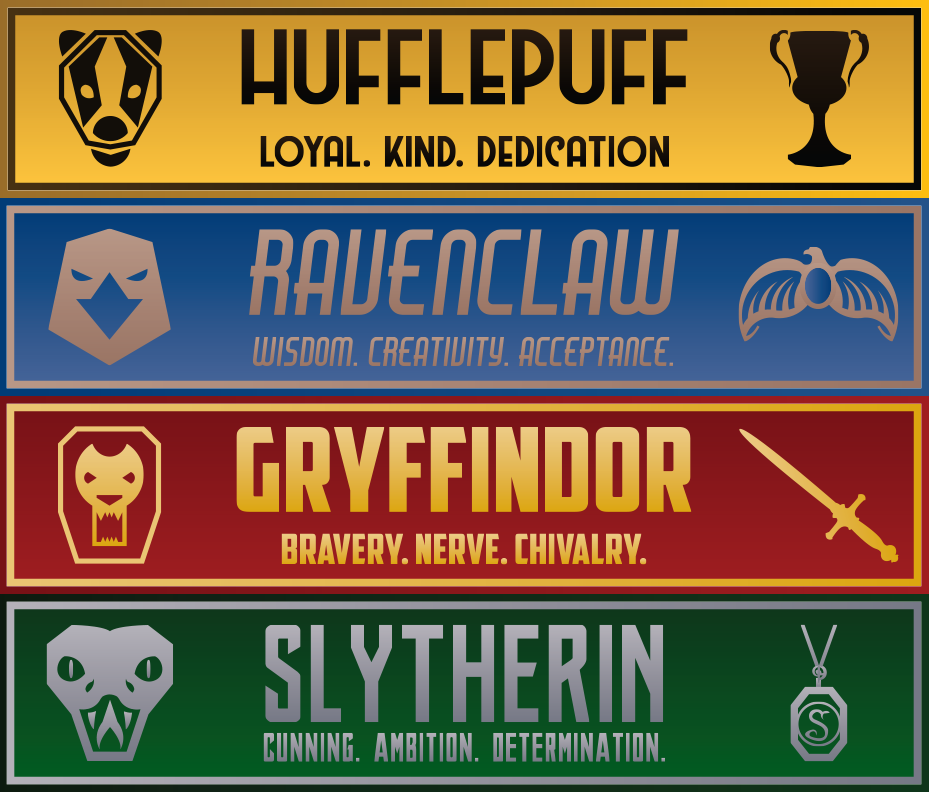 HUFFLEPUFF
LOYAL. KIND. DEDICATION
RAVENCLAW
WISDOM. CREATIVITY. ACCEPTANCE.
GRYFFINDOR
BRAVERY. NERVE. CHIVALRY.
SLYTHERIN
S
CUNNING. AMBITION. DETERMINATION.